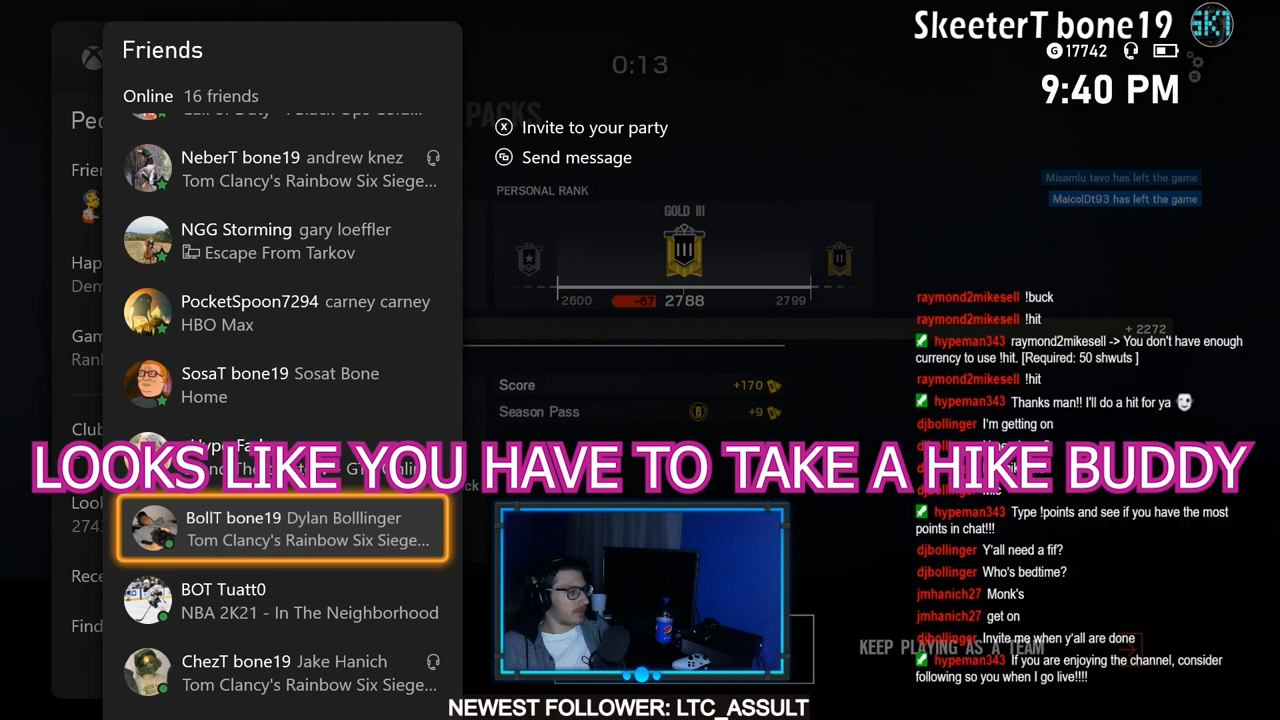 Friends
Online 16 friends
NeberT bone19 andrew knez
Tom Clancy's Rainbow Six Siege...
NGG Storming gary loeffler
Escape From Tarkov
PocketSpoon7294 carney carney
HBO Max
SosaT bone19 Sosat Bone
Home
LOOKS LIKE YOU HAVE TO TAKE A HIKE BUDDY
BollT bone19 Dylan Bolllinger
Tom Clancy's Rainbow Six Siege...
BOT Tuatt0
NBA 2K21 - In The Neighborhood
ChezT bone19 Jake Hanich
Tom Clancy's Rainbow Six Siege...
0:13
PACKS
Invite to your party
Send message
PERSONAL RANK
GOLD III
III
2600 -67 2788 2799
+ 2272
Score +170
Season Pass +9
KEEP PLAYING AS A TEAM
NEWEST FOLLOWER: LTC_ASSULT
SkeeterT bone19
G 17742
9:40 PM
Misamlu tavo has left the game
MaicolDt93 has left the game
raymond2mikesell !buck
raymond2mikesell !hit
hypeman343 raymond2mikesell -> You don't have enough
currency to use !hit. [Required: 50 shwuts ]
raymond2mikesell !hit
hypeman343 Thanks man!! I'll do a hit for ya
djbollinger I'm getting on
hypeman343 Type !points and see if you have the most
points in chat!!!
djbollinger Y'all need a fif?
djbollinger Who's bedtime?
jmhanich27 Monk's
jmhanich27 get on
djbollinger Invite me when y'all are done
hypeman343 If you are enjoying the channel, consider
following so you when I go live!!!!